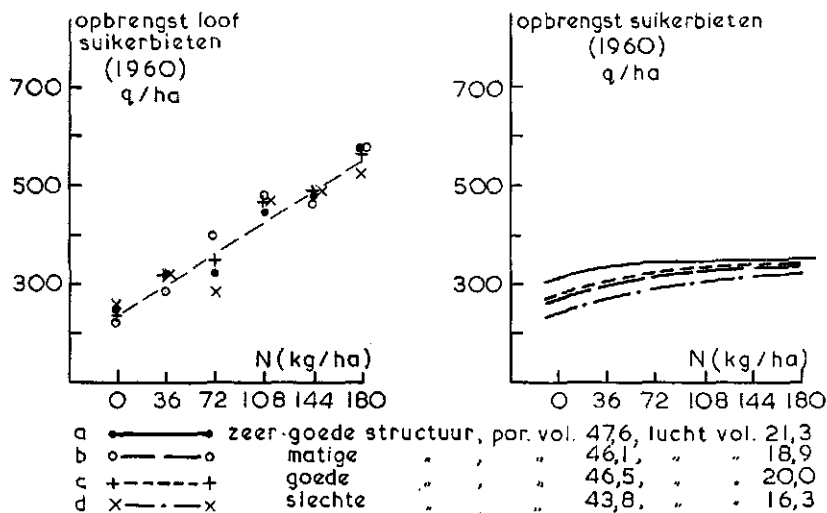 opbrengst loof
suikerbieten
(1960)
q/ha
700
500
300
N(kg/ha)
0 36 72 108 144 180
opbrengst suikerbieten
(1960)
q/ha
700
500
300
N(kg/ha)
0 36 72 108 144 180
a zeer goede structuur, por. vol. 47,6, lucht vol. 21,3
b matige „ , „ 46,1, „ „ 18,9
c goede „ , „ 46,5, „ „ 20,0
d slechte „ , „ 43,8, „ „ 16,3